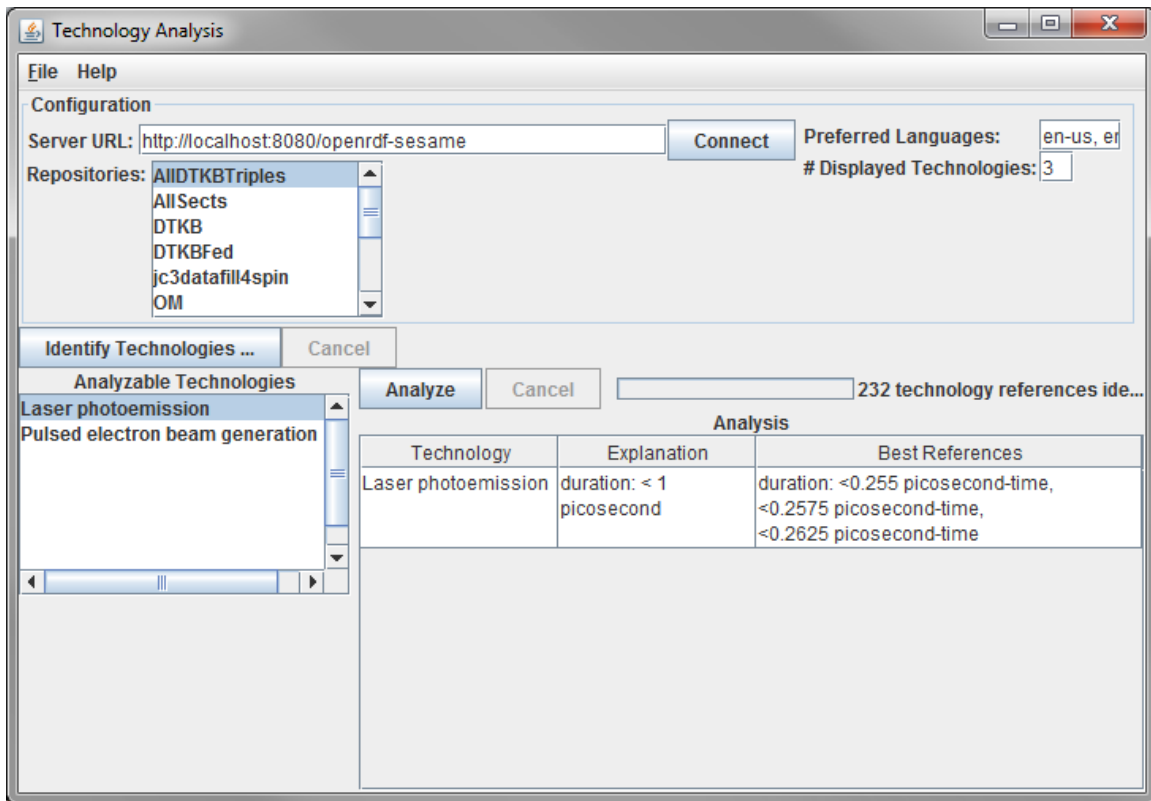 Technology Analysis
File Help
Configuration
Server URL: http://localhost:8080/openrdf-sesame Connect Preferred Languages: en-us, er
Repositories: AllDTKBTriples # Displayed Technologies: 3
AllSects
DTKB
DTKBFed
jc3datafill4spin
OM
Identify Technologies ... Cancel
Analyzable Technologies Analyze Cancel 232 technology references ide...
Laser photoemission
Pulsed electron beam generation
Analysis
Technology Explanation Best References
Laser photoemission duration: < 1 duration: <0.255 picosecond-time,
picosecond <0.2575 picosecond-time,
<0.2625 picosecond-time